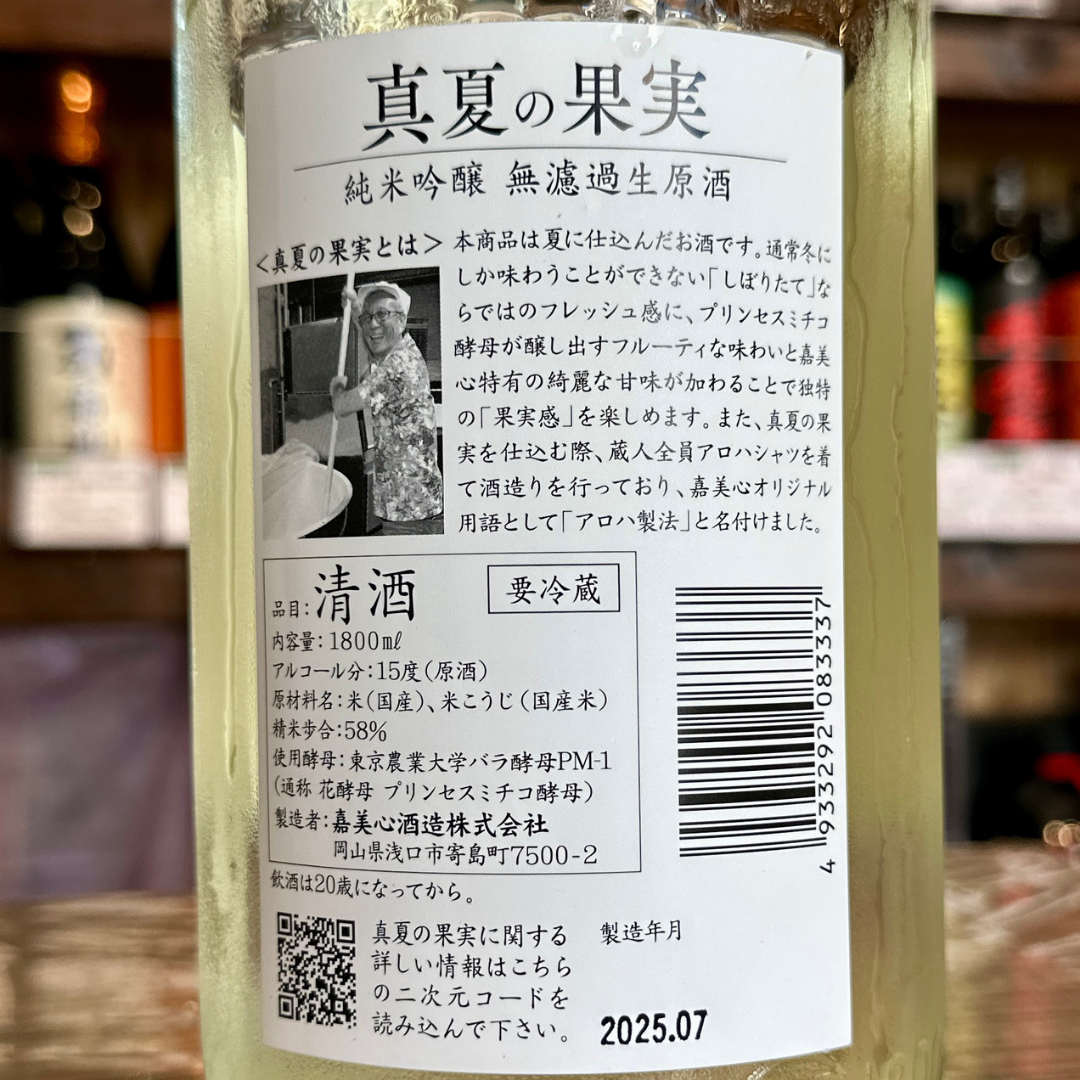 真夏の果実
純米吟醸 無濾過生原酒
＜真夏の果実とは＞
本商品は夏に仕込んだお酒です。通常冬に
しか味わうことができない「しぼりたて」な
らではのフレッシュ感に、プリンセスミチコ
酵母が醸し出すフルーティな味わいと嘉美
心特有の綺麗な甘味が加わることで独特
の「果実感」を楽しめます。また、真夏の果
実を仕込む際、蔵人全員アロハシャツを着
て酒造りを行っており、嘉美心オリジナル
用語として「アロハ製法」と名付けました。
品目：清酒
要冷蔵
内容量：1800㎖
アルコール分：15度（原酒）
原材料名：米（国産）、米こうじ（国産米）
精米歩合：58%
使用酵母：東京農業大学バラ酵母PM-1
（通称 花酵母 プリンセスミチコ酵母）
製造者：嘉美心酒造株式会社
岡山県浅口市寄島町7500-2
4 933292 083337
飲酒は20歳になってから。
真夏の果実に関する
詳しい情報はこちら
の二次元コードを
読み込んで下さい。
製造年月
2025.07